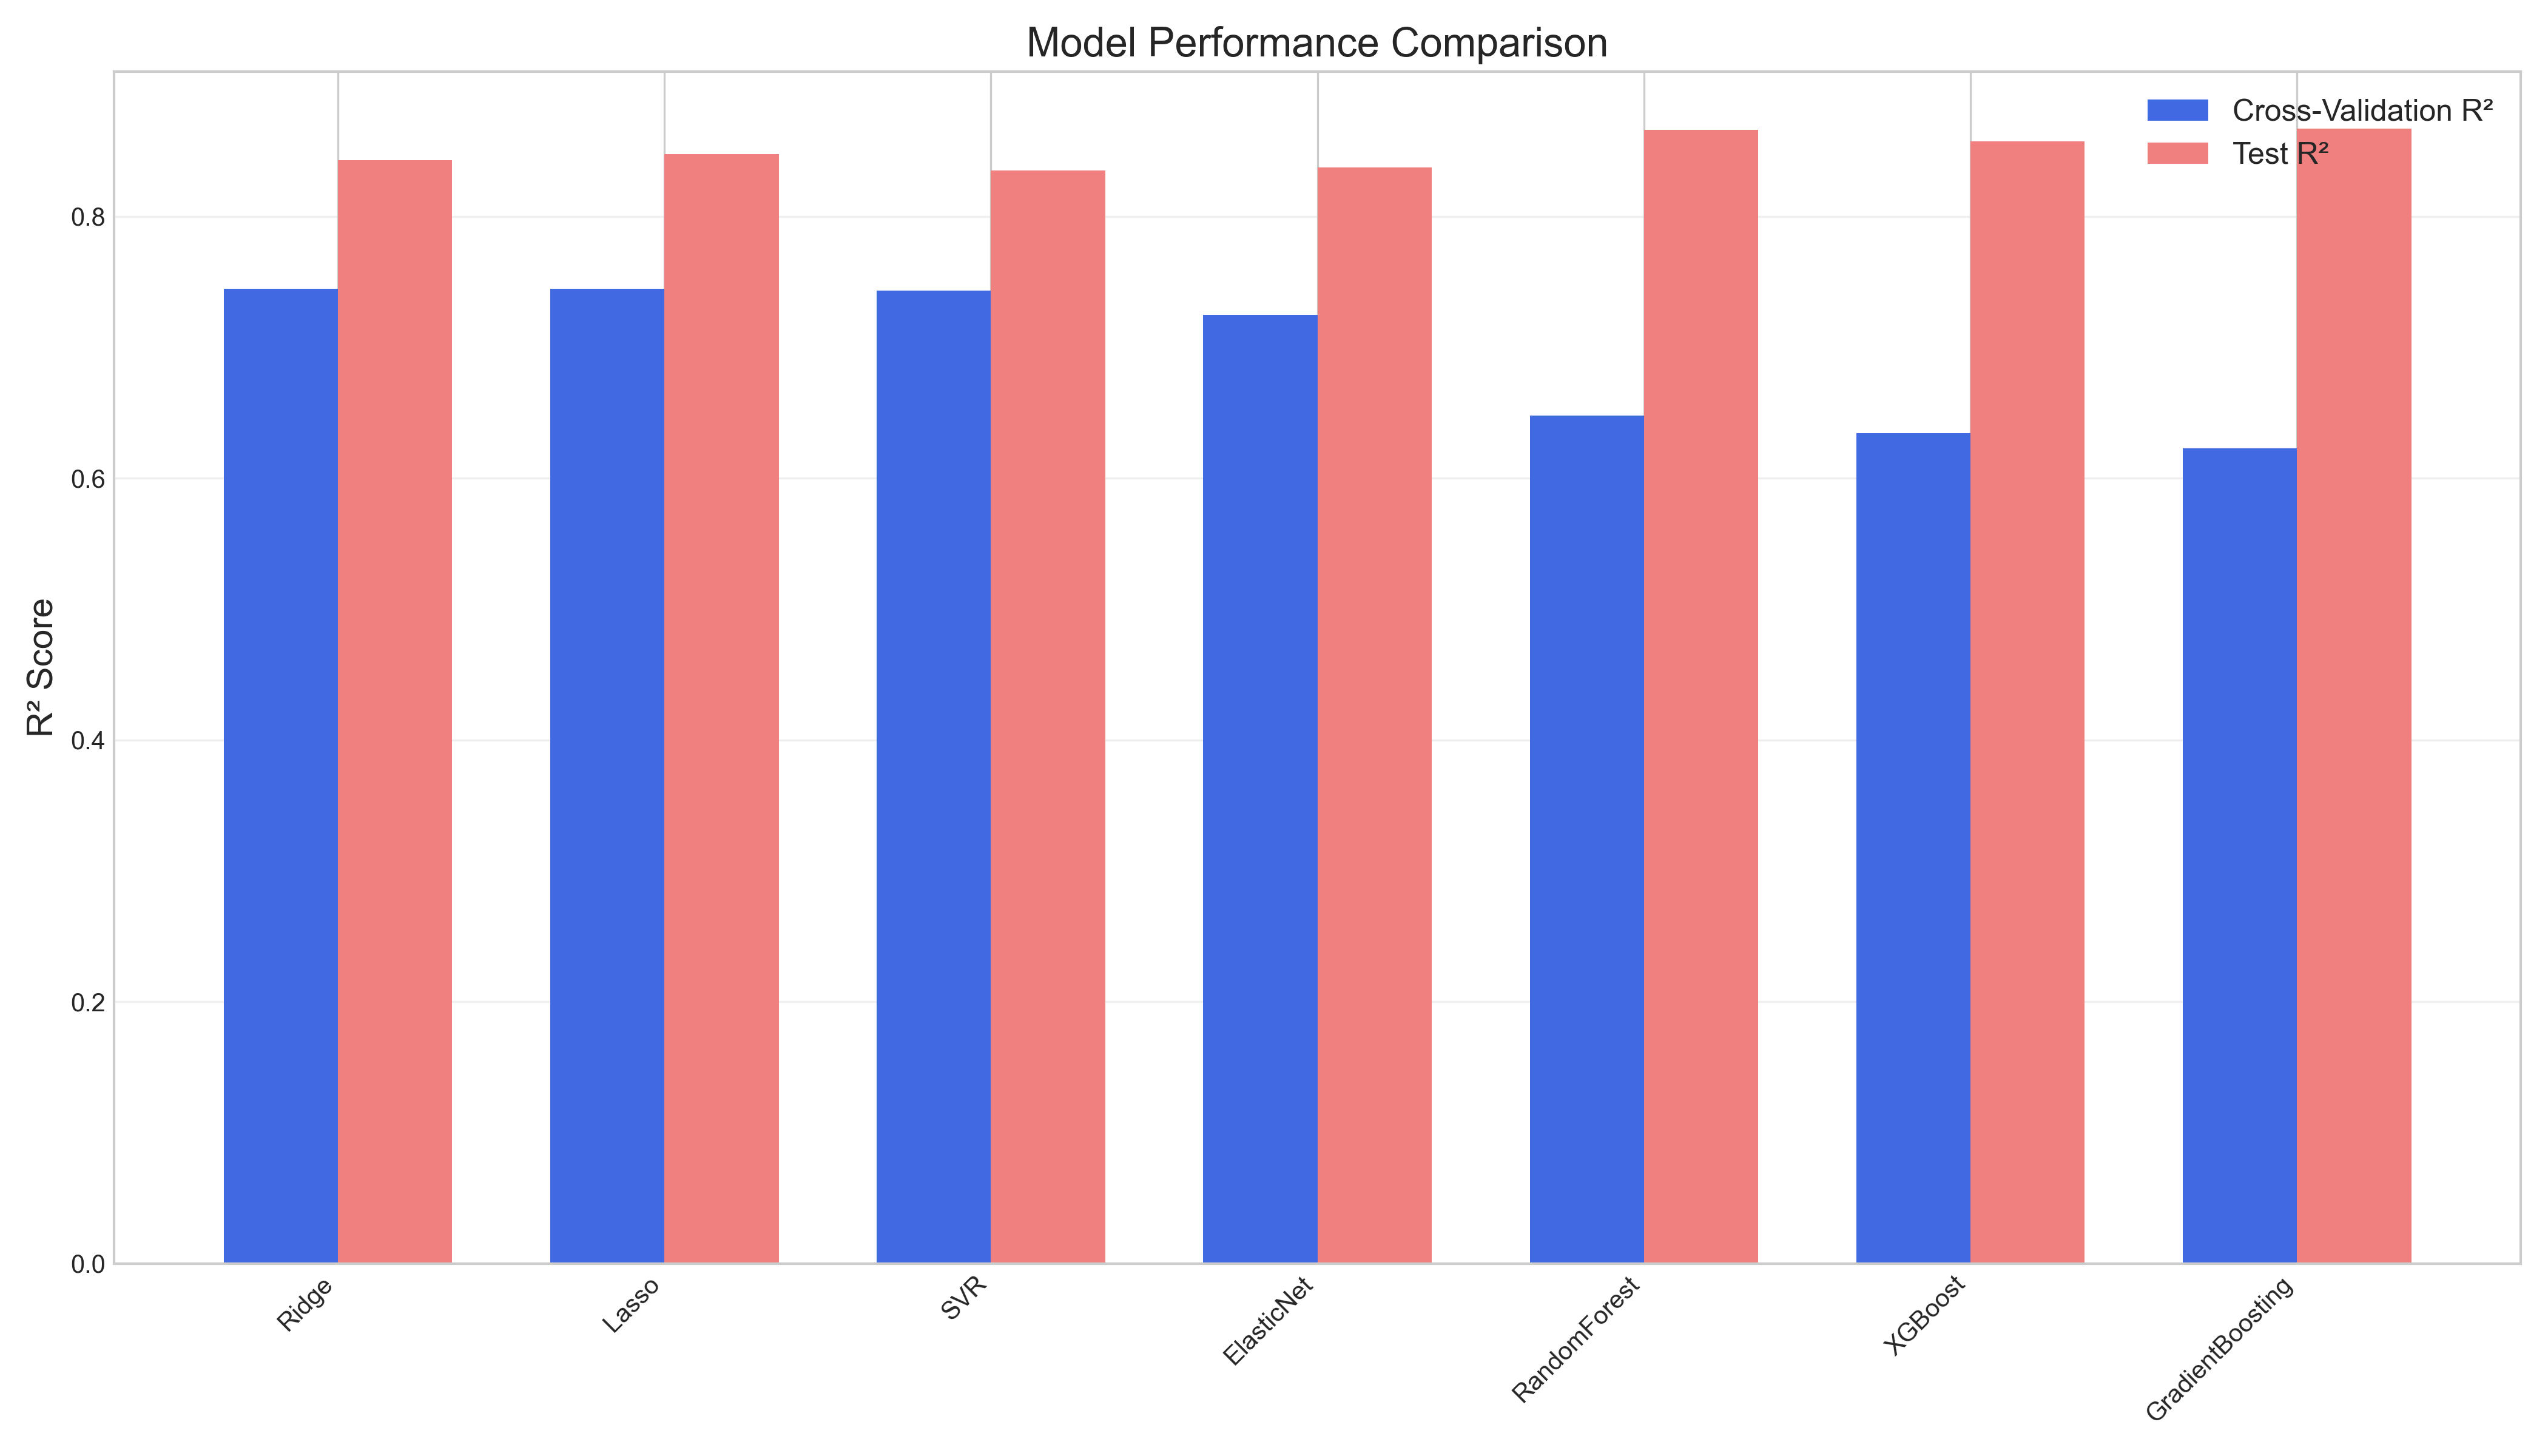 Model Performance Comparison
Cross-Validation R²
Test R²
R² Score
0.8
0.6
0.4
0.2
0.0
Ridge
Lasso
SVR
ElasticNet
RandomForest
XGBoost
GradientBoosting